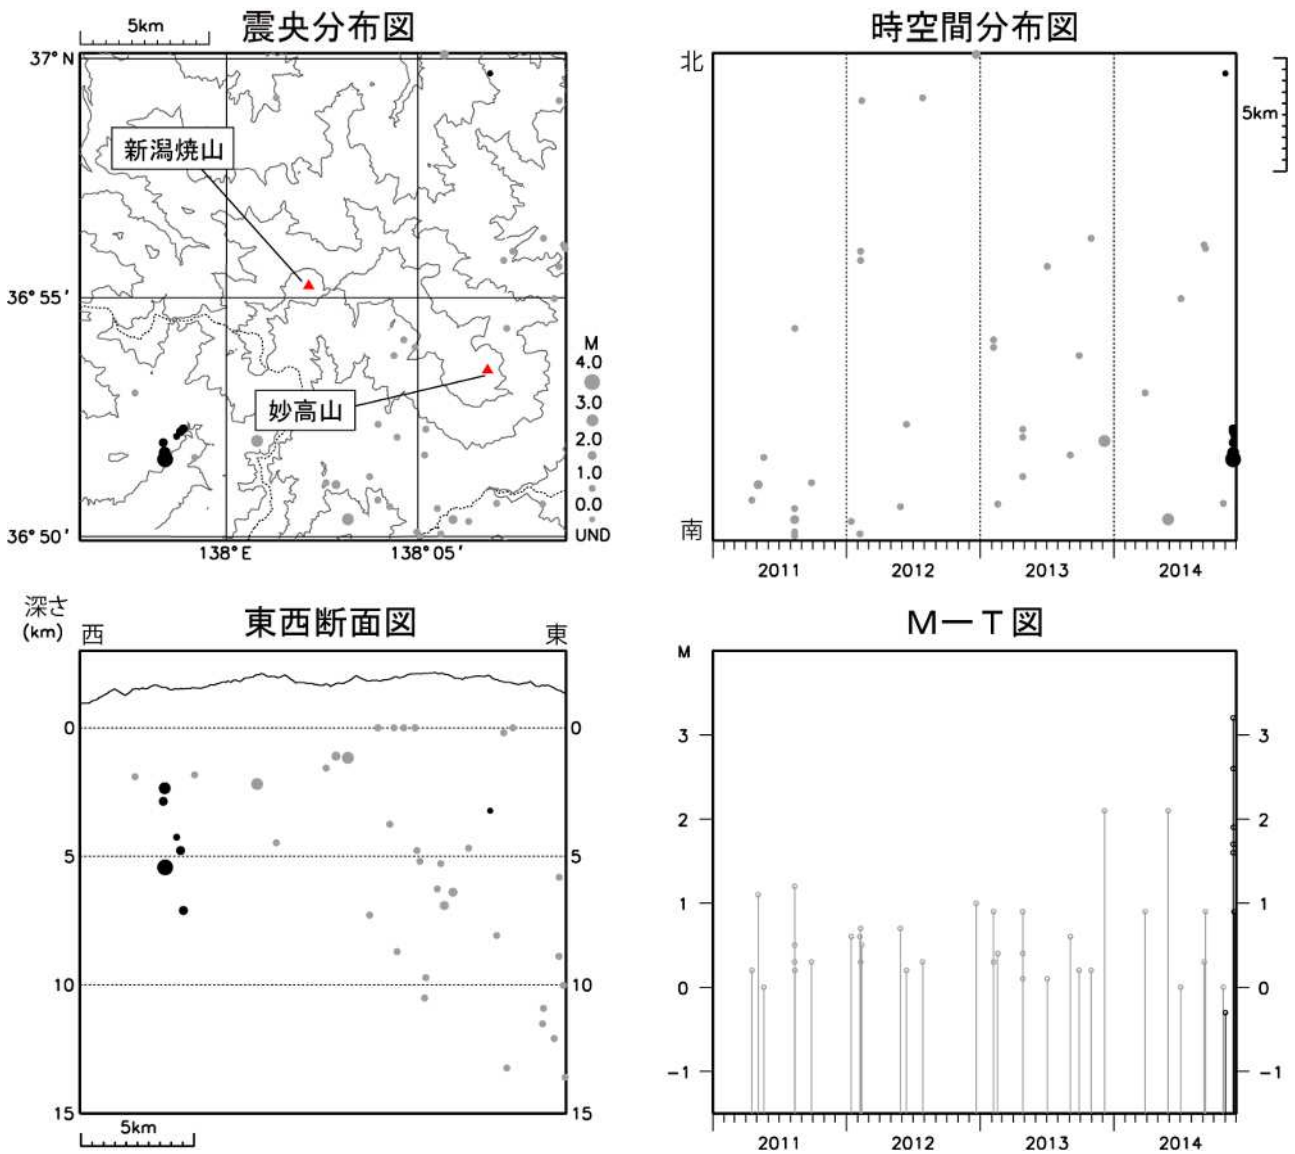 5km
震央分布図
37°N
新潟焼山
36°55′
妙高山
36°50′
138°E
138°05′
M
4.0
3.0
2.0
1.0
0.0
UND
時空間分布図
北
5km
南
2011
2012
2013
2014
深さ
(km)
西
東西断面図
東
0
0
5
5
10
10
15
15
5km
M－T図
M
3
3
2
2
1
1
0
0
-1
-1
2011
2012
2013
2014